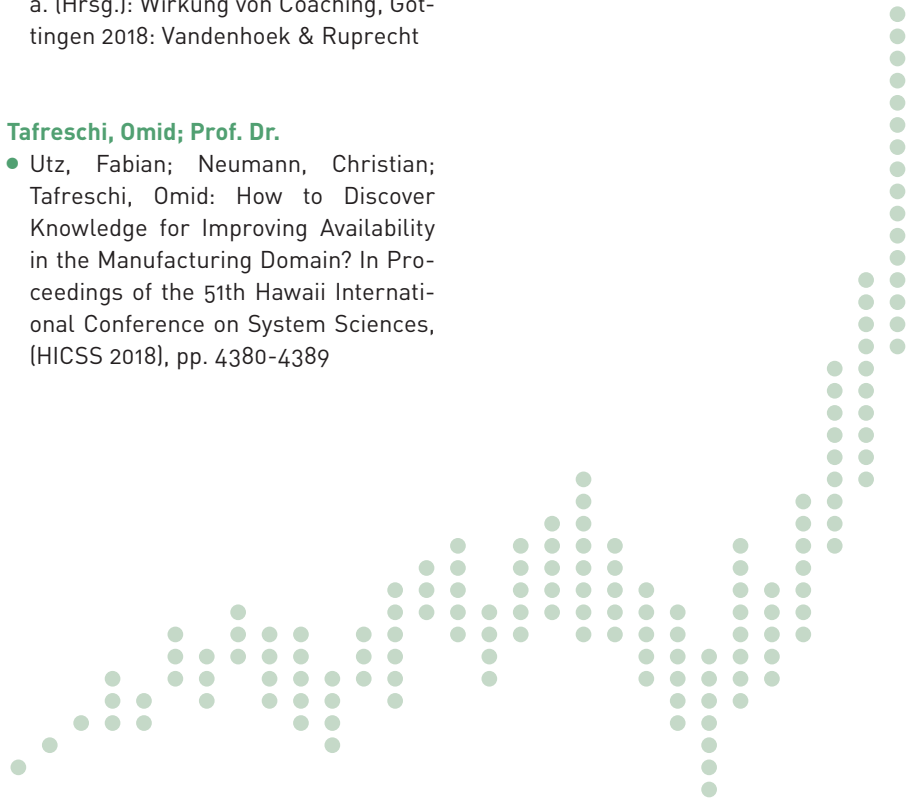 a. (Hrsg.): Wirkung von Coaching, Göt-
tingen 2018: Vandenhoek & Ruprecht
Tafreschi, Omid; Prof. Dr.
• Utz, Fabian; Neumann, Christian;
Tafreschi, Omid: How to Discover
Knowledge for Improving Availability
in the Manufacturing Domain? In Pro-
ceedings of the 51th Hawaii Internati-
onal Conference on System Sciences,
(HICSS 2018), pp. 4380-4389